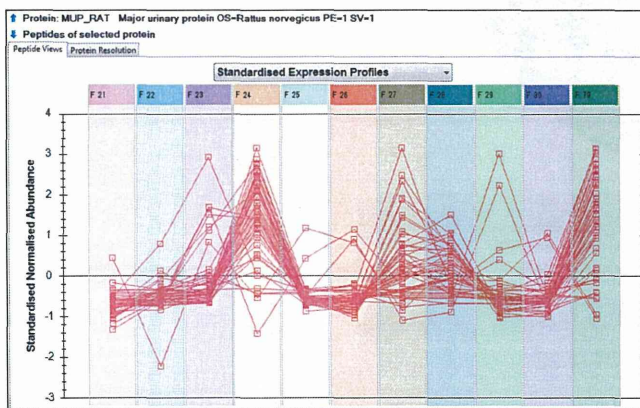 Protein: MUP_RAT Major urinary protein OS=Rattus norvegicus PE=1 SV=1
Peptides of selected protein
Peptide Views Protein Resolution
Standardised Expression Profiles
F 21 F 22 F 23 F 24 F 25 F 26 F 27 F 28 F 29
Standardised Normalised Abundance
4
3
2
1
0
-1
-2
-3